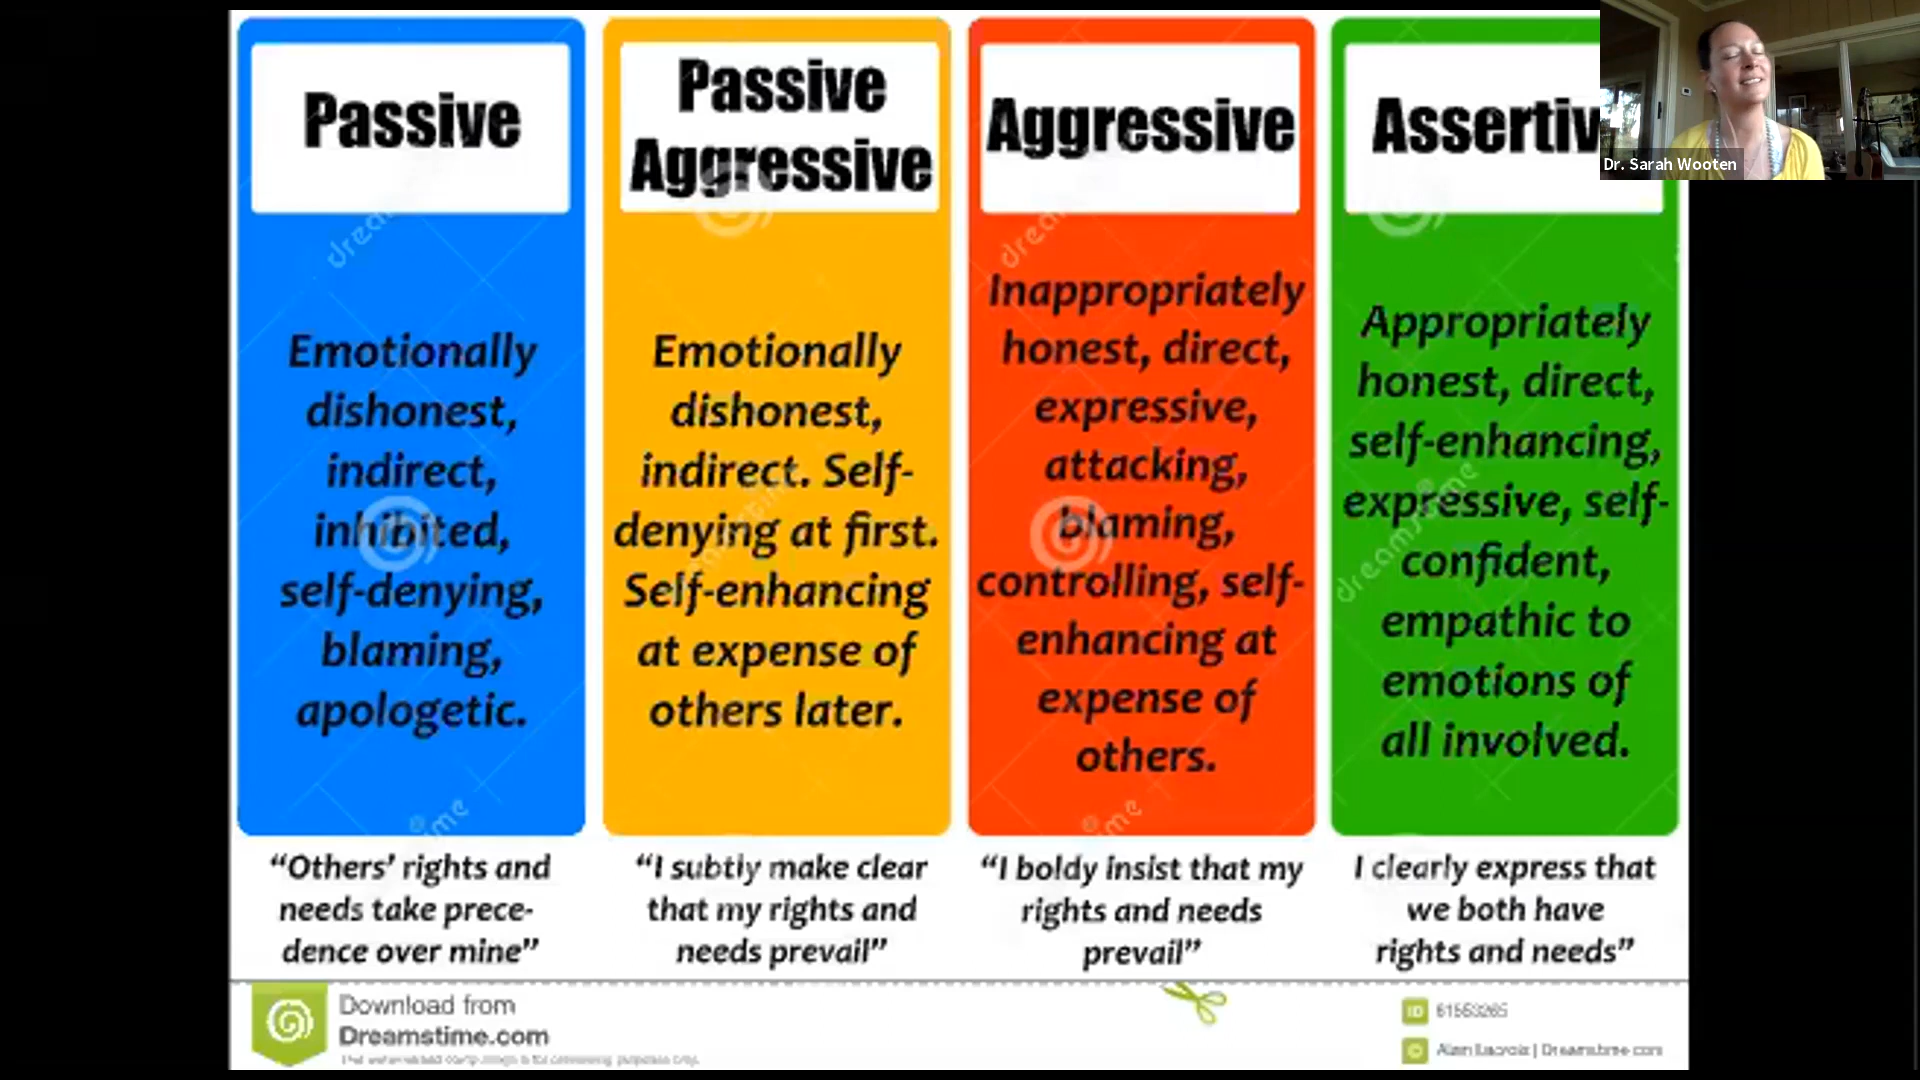 Passive
Emotionally
dishonest,
indirect,
inhibited,
self-denying,
blaming,
apologetic.
“Others’ rights and
needs take prece-
dence over mine”
Passive
Aggressive
Emotionally
dishonest,
indirect. Self-
denying at first.
Self-enhancing
at expense of
others later.
“I subtly make clear
that my rights and
needs prevail”
Aggressive
Inappropriately
honest, direct,
expressive,
attacking,
blaming,
controlling, self-
enhancing at
expense of
others.
“I boldy insist that my
rights and needs
prevail”
Assertiv
Appropriately
honest, direct,
self-enhancing,
expressive, self-
confident,
empathic to
emotions of
all involved.
I clearly express that
we both have
rights and needs”
Dr. Sarah Wooten
Download from
Dreamstime.com
ID
| Dreamstime.com